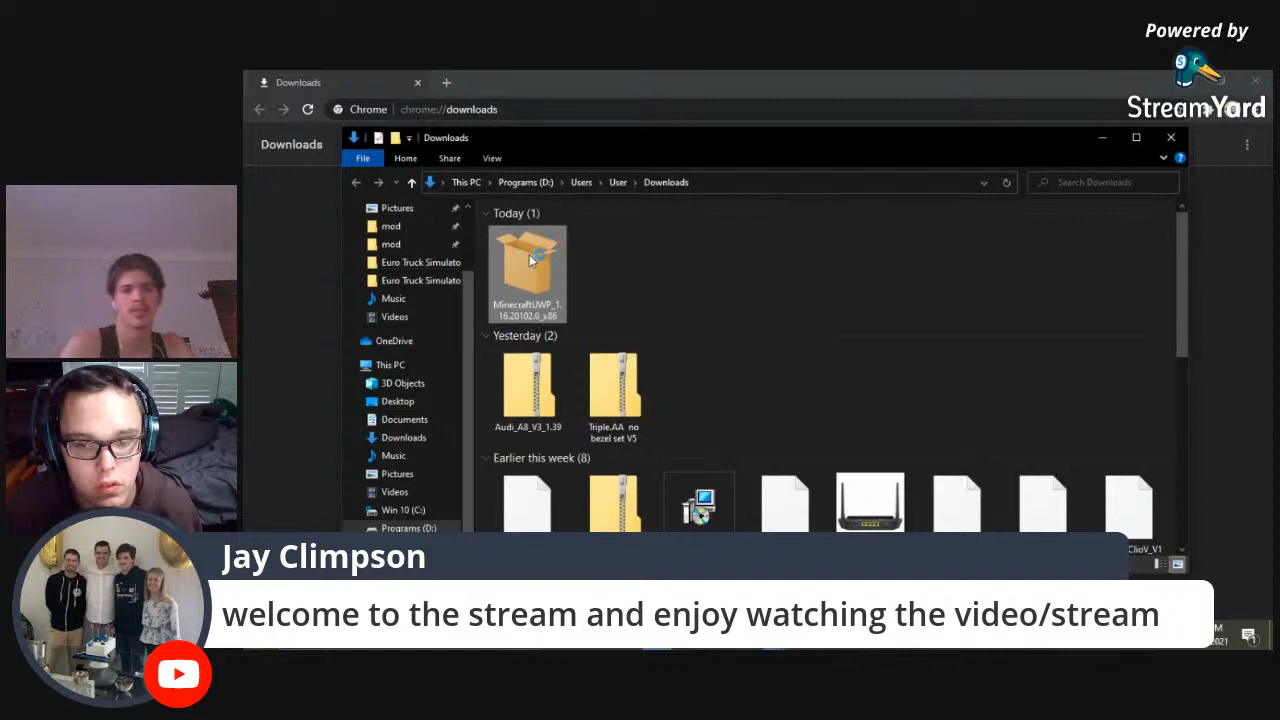 Powered by
StreamYard
Downloads
Chrome
chrome://downloads
Downloads
Downloads
File
Home
Share
View
This PC
Programs (D:)
Users
User
Downloads
Search Downloads
Pictures
mod
mod
Euro Truck Simulato
Euro Truck Simulato
Music
Videos
OneDrive
This PC
3D Objects
Desktop
Documents
Downloads
Music
Pictures
Videos
Win 10 (C:)
Programs (D:)
Today (1)
MinecraftUWP_1.
16.20102.0_x86
Yesterday (2)
Audi_A8_V3_1.39
Triple.AA no
bezel set V5
Earlier this week (8)
ClioV_V1
Jay Climpson
welcome to the stream and enjoy watching the video/stream
M
2021